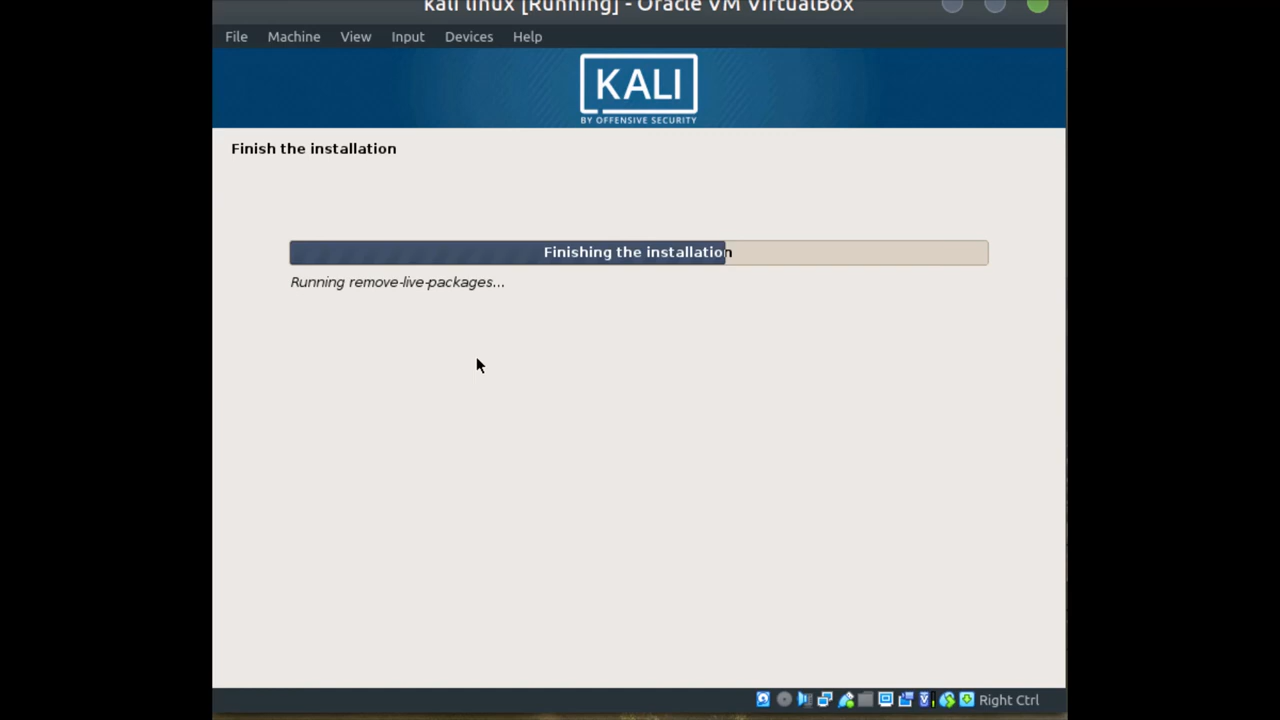 kali linux [Running] - Oracle VM VirtualBox
File Machine View Input Devices Help
KALI
BY OFFENSIVE SECURITY
Finish the installation
Finishing the installation
Running remove-live-packages...
Right Ctrl